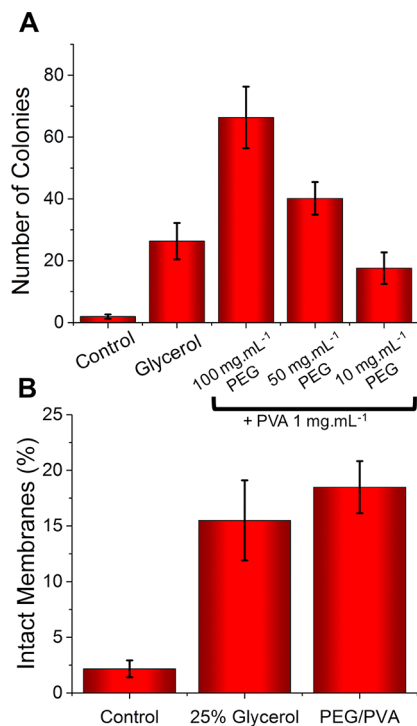 A
Number of Colonies
80
60
40
20
0
Control
Glycerol
100 mg.mL⁻¹
PEG
50 mg.mL⁻¹
PEG
10 mg.mL⁻¹
PEG
+ PVA 1 mg.mL⁻¹
B
Intact Membranes (%)
25
20
15
10
5
0
Control
25% Glycerol
PEG/PVA